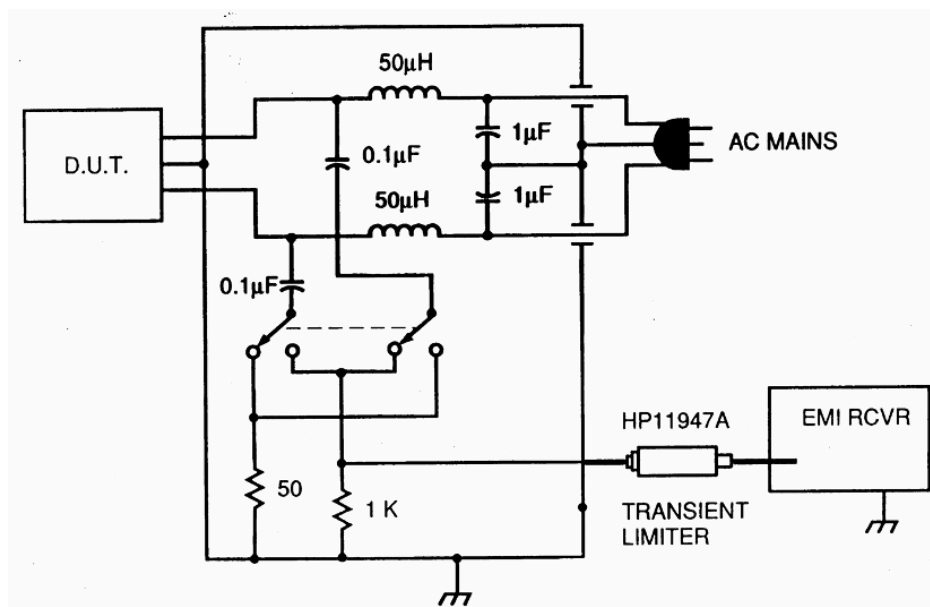 50μH
1μF
D.U.T.
0.1μF
AC MAINS
1μF
50μH
0.1μF
HP11947A
EMI RCVR
50
1 K
TRANSIENT
LIMITER